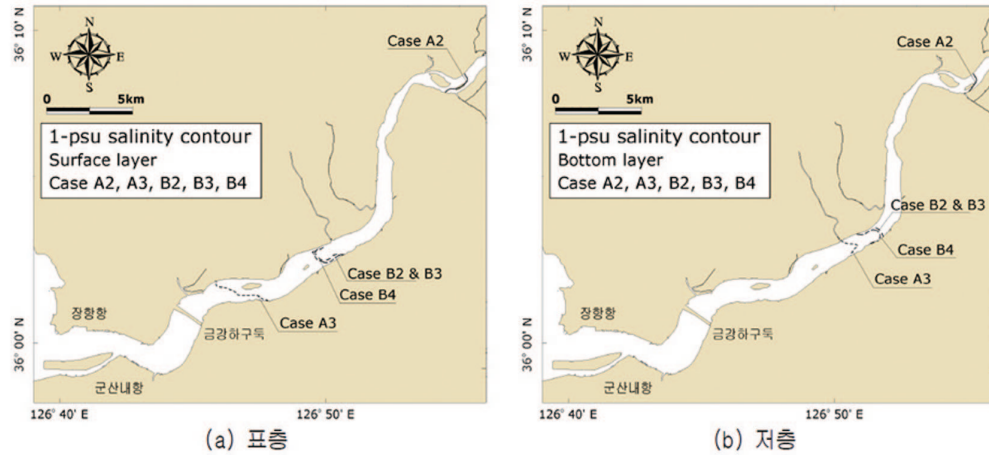 36° 10' N
N
W
E
S
0
5km
1-psu salinity contour
Surface layer
Case A2, A3, B2, B3, B4
Case A2
Case B2 & B3
Case B4
Case A3
장항항
금강하구둑
군산내항
36° 00' N
126° 40' E
126° 50' E
(a) 표층
36° 10' N
N
W
E
S
0
5km
1-psu salinity contour
Bottom layer
Case A2, A3, B2, B3, B4
Case A2
Case B2 & B3
Case B4
Case A3
장항항
금강하구둑
군산내항
36° 00' N
126° 40' E
126° 50' E
(b) 저층